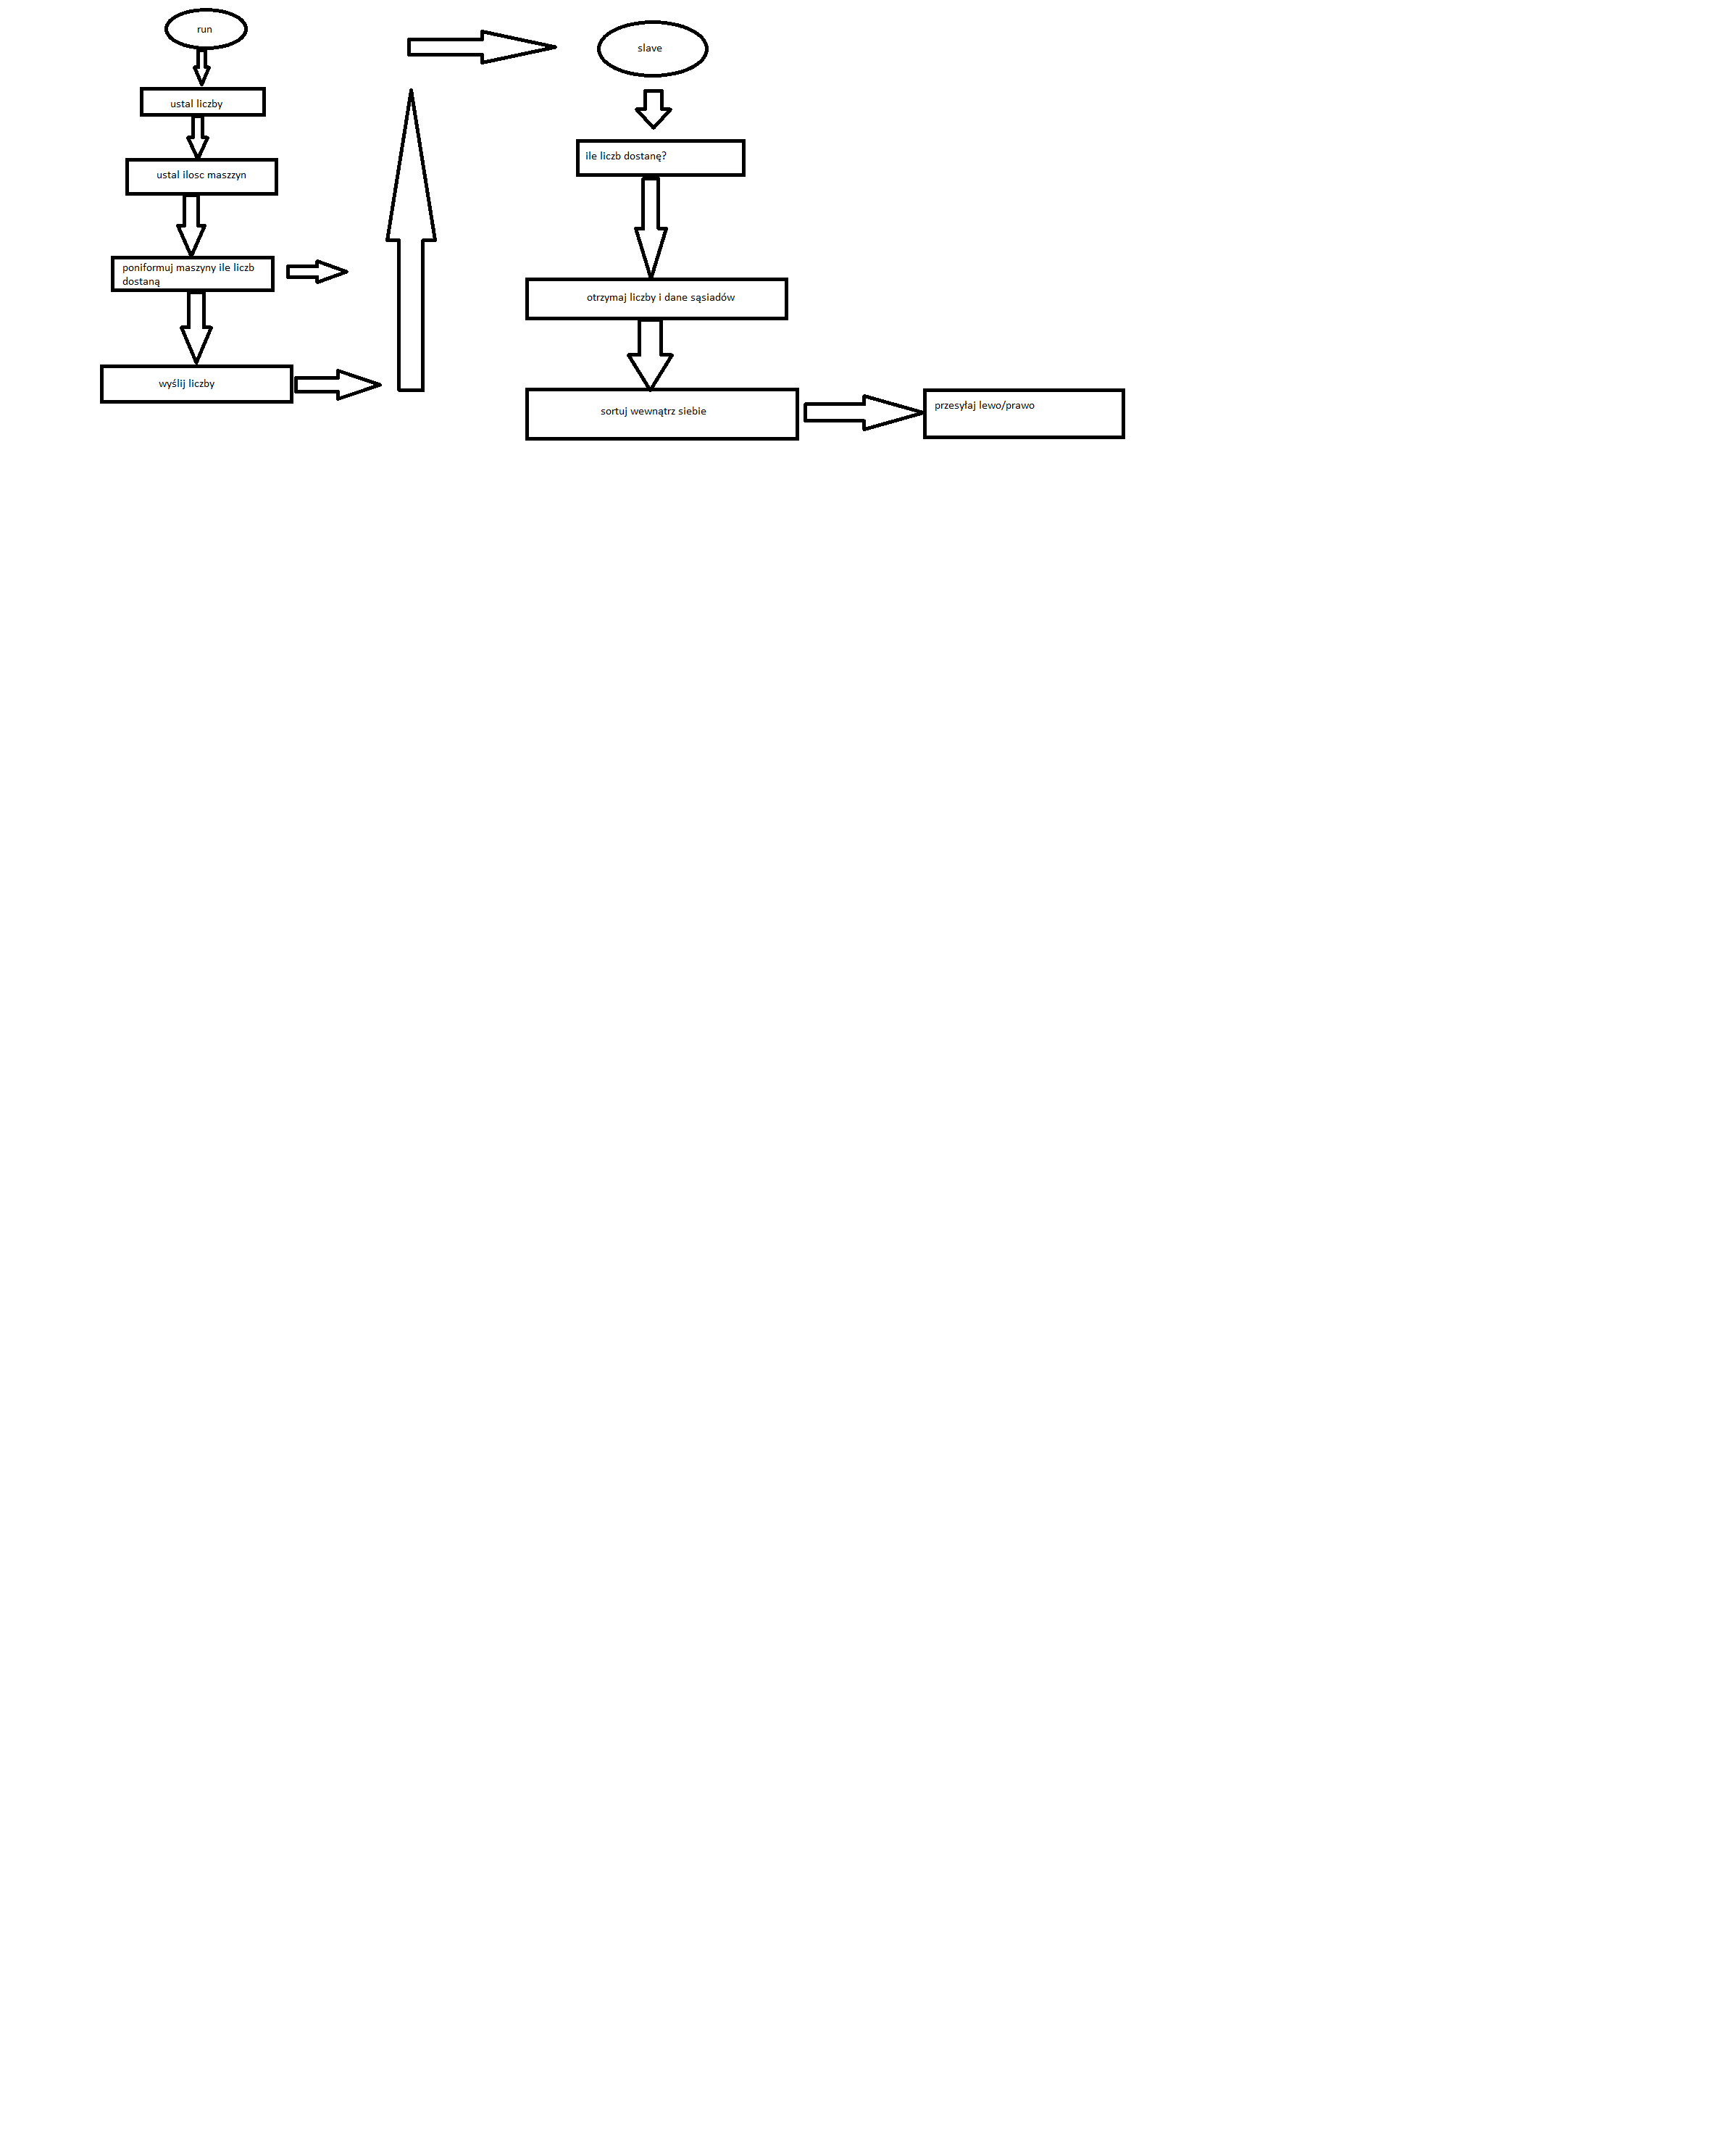 run
ustal liczby
ustal ilosc maszzyn
poniformuj maszyny ile liczb
dostaną
wyślij liczby
slave
ile liczb dostanę?
otrzymaj liczby i dane sąsiadów
sortuj wewnątrz siebie
przesyłaj lewo/prawo